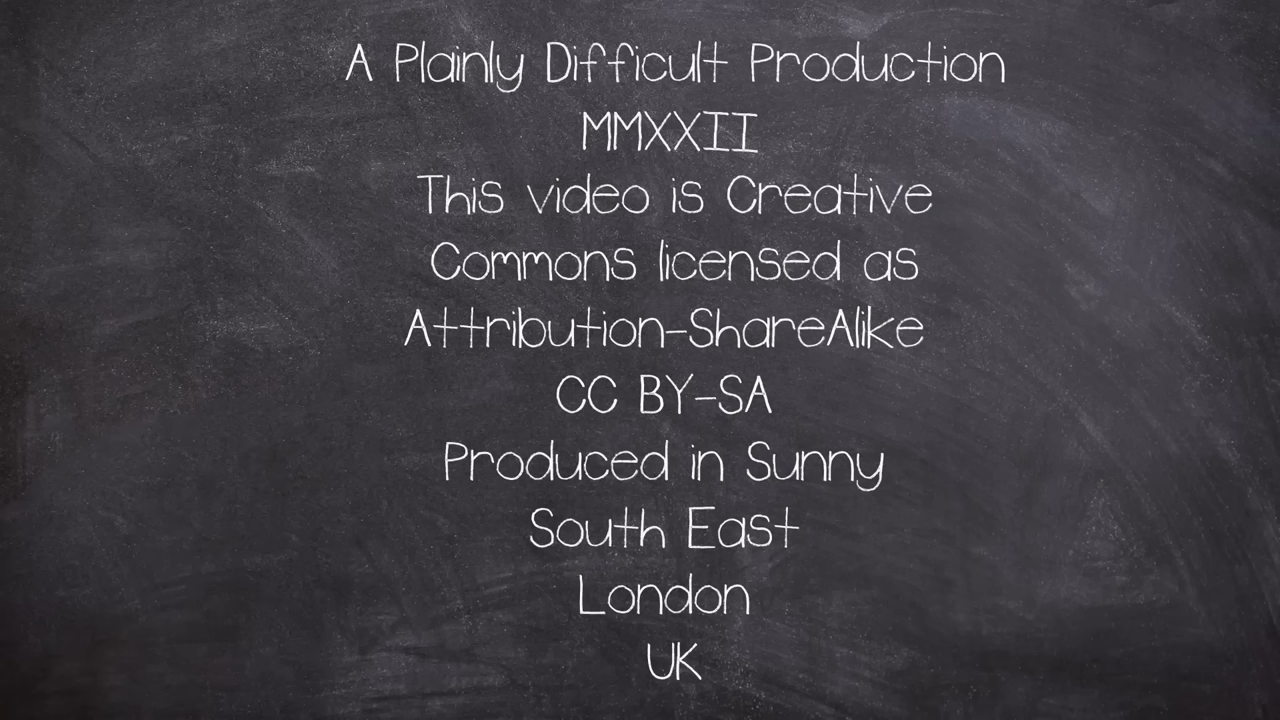 A Plainly Difficult Production
MMXXII
This video is Creative
Commons licensed as
Attribution-ShareAlike
CC BY-SA
Produced in Sunny
South East
London
UK